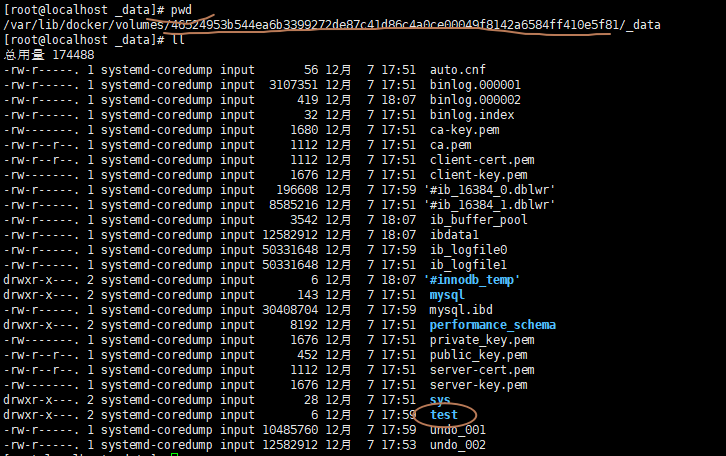 [root@localhost _data]# pwd
/var/lib/docker/volumes/46524953b544ea6b3399272de87c41d86c4a0ce00049f8142a6584ff410e5f81/_data
[root@localhost _data]# ll
总用量 174488
-rw-r-----. 1 systemd-coredump input       56 12月  7 17:51  auto.cnf
-rw-r-----. 1 systemd-coredump input  3107351 12月  7 17:51  binlog.000001
-rw-r-----. 1 systemd-coredump input      419 12月  7 18:07  binlog.000002
-rw-r-----. 1 systemd-coredump input       32 12月  7 17:51  binlog.index
-rw-------. 1 systemd-coredump input     1680 12月  7 17:51  ca-key.pem
-rw-r--r--. 1 systemd-coredump input     1112 12月  7 17:51  ca.pem
-rw-r--r--. 1 systemd-coredump input     1112 12月  7 17:51  client-cert.pem
-rw-------. 1 systemd-coredump input     1676 12月  7 17:51  client-key.pem
-rw-r-----. 1 systemd-coredump input   196608 12月  7 17:59 '#ib_16384_0.dblwr'
-rw-r-----. 1 systemd-coredump input  8585216 12月  7 17:51 '#ib_16384_1.dblwr'
-rw-r-----. 1 systemd-coredump input     3542 12月  7 18:07  ib_buffer_pool
-rw-r-----. 1 systemd-coredump input 12582912 12月  7 18:07  ibdata1
-rw-r-----. 1 systemd-coredump input 50331648 12月  7 17:59  ib_logfile0
-rw-r-----. 1 systemd-coredump input 50331648 12月  7 17:51  ib_logfile1
drwxr-x---. 2 systemd-coredump input        6 12月  7 18:07 '#innodb_temp'
drwxr-x---. 2 systemd-coredump input      143 12月  7 17:51  mysql
-rw-r-----. 1 systemd-coredump input 30408704 12月  7 17:59  mysql.ibd
drwxr-x---. 2 systemd-coredump input     8192 12月  7 17:51  performance_schema
-rw-------. 1 systemd-coredump input     1676 12月  7 17:51  private_key.pem
-rw-r--r--. 1 systemd-coredump input      452 12月  7 17:51  public_key.pem
-rw-r--r--. 1 systemd-coredump input     1112 12月  7 17:51  server-cert.pem
-rw-------. 1 systemd-coredump input     1676 12月  7 17:51  server-key.pem
drwxr-x---. 2 systemd-coredump input       28 12月  7 17:51  sys
drwxr-x---. 2 systemd-coredump input        6 12月  7 17:59  test
-rw-r-----. 1 systemd-coredump input 10485760 12月  7 17:59  undo_001
-rw-r-----. 1 systemd-coredump input 12582912 12月  7 17:53  undo_002